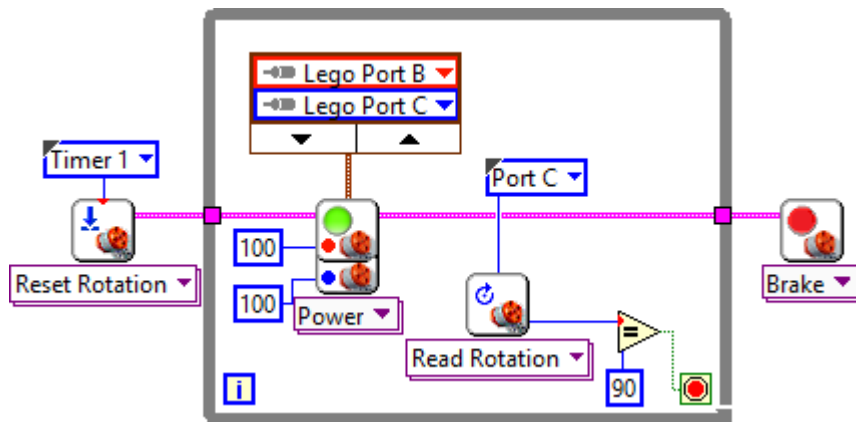 Lego Port B
Lego Port C
Timer 1
Port C
100
Reset Rotation
100
Power
=
Read Rotation
Brake
i
90